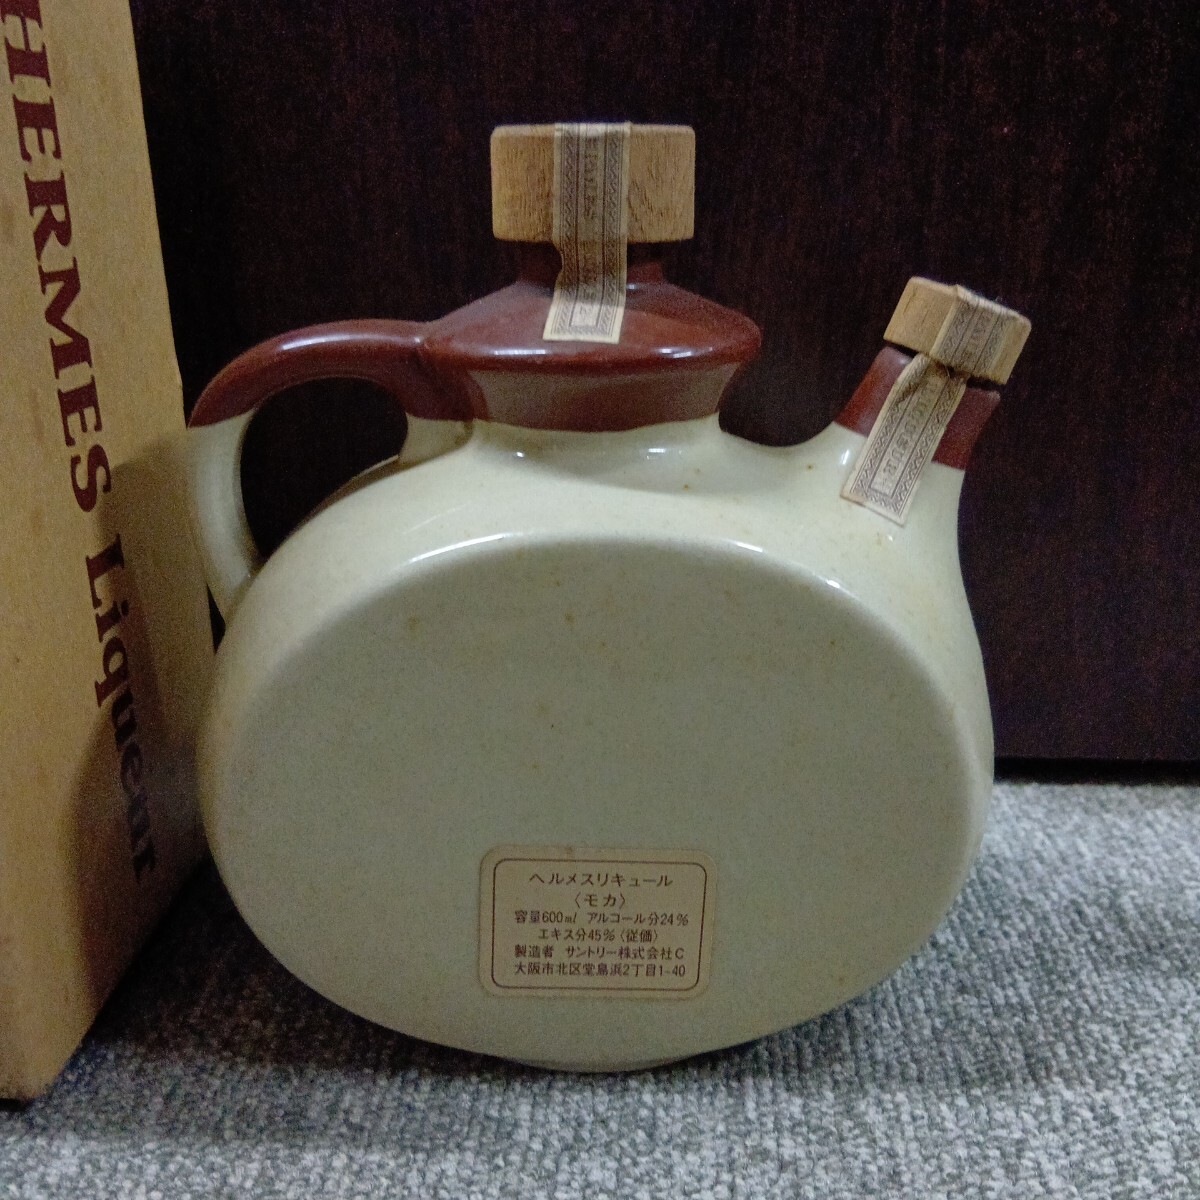 HERMES Liqueur
ヘルメスリキュール
〈モカ〉
容量600ml アルコール分24%
エキス分45%〈従価〉
製造者 サントリー株式会社C
大阪市北区堂島浜2丁目1-40